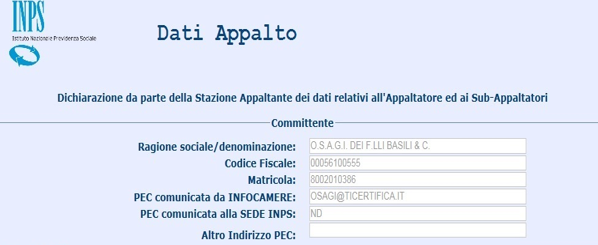 INPS
Istituto Nazionale Previdenza Sociale
Dati Appalto
Dichiarazione da parte della Stazione Appaltante dei dati relativi all'Appaltatore ed ai Sub-Appaltatori
Committente
Ragione sociale/denominazione: O.S.A.G.I. DEI F.LLI BASILI & C.
Codice Fiscale: 00056100555
Matricola: 8002010386
PEC comunicata da INFOCAMERE: OSAGI@TICERTIFICA.IT
PEC comunicata alla SEDE INPS: ND
Altro Indirizzo PEC: